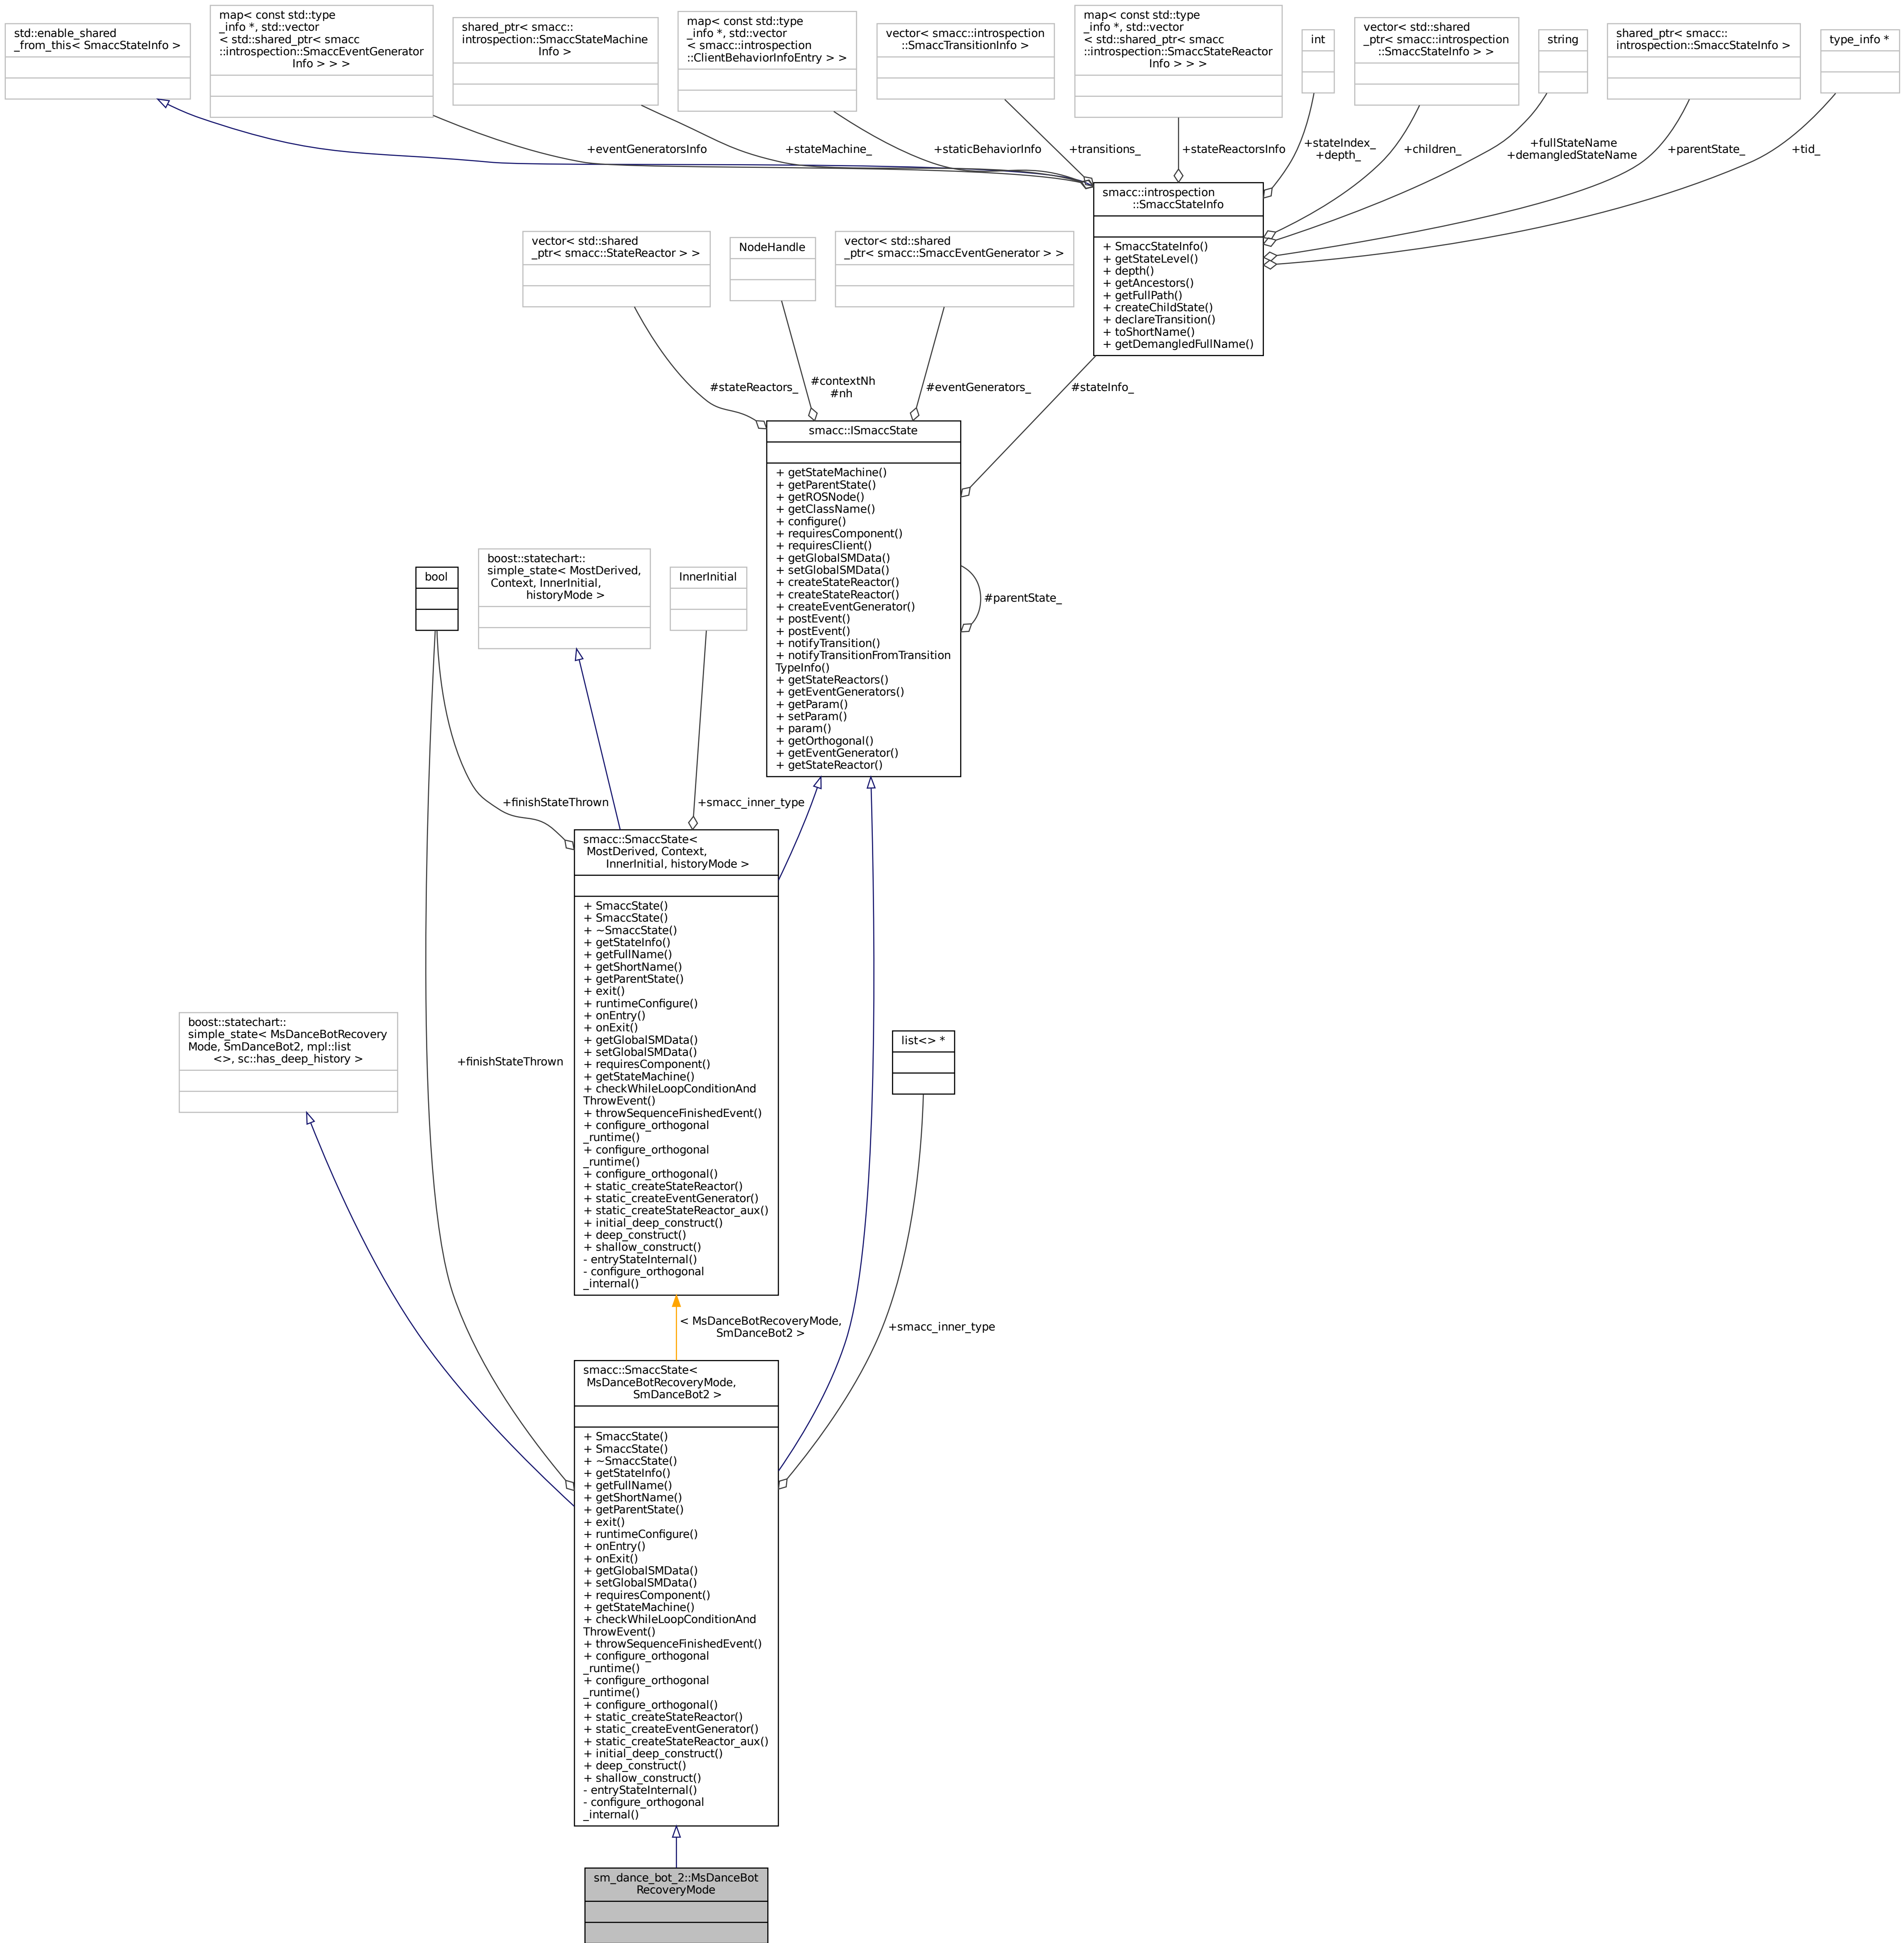 std::enable_shared
_from_this< SmaccStateInfo >
map< const std::type
_info *, std::vector
< std::shared_ptr< smacc
::introspection::SmaccEventGenerator
Info > > >
shared_ptr< smacc::
introspection::SmaccStateMachine
Info >
map< const std::type
_info *, std::vector
< smacc::introspection
::ClientBehaviorInfoEntry > >
vector< smacc::introspection
::SmaccTransitionInfo >
map< const std::type
_info *, std::vector
< std::shared_ptr< smacc
::introspection::SmaccStateReactor
Info > > >
int
vector< std::shared
_ptr< smacc::introspection
::SmaccStateInfo > >
string
shared_ptr< smacc::
introspection::SmaccStateInfo >
type_info *
+eventGeneratorsInfo
+stateMachine_
+staticBehaviorInfo
+transitions_
+stateReactorsInfo
+stateIndex_
+depth_
+children_
+fullStateName
+demangledStateName
+parentState_
+tid_
smacc::introspection
::SmaccStateInfo
+ SmaccStateInfo()
+ getStateLevel()
+ depth()
+ getAncestors()
+ getFullPath()
+ createChildState()
+ declareTransition()
+ toShortName()
+ getDemangledFullName()
vector< std::shared
_ptr< smacc::StateReactor > >
NodeHandle
vector< std::shared
_ptr< smacc::SmaccEventGenerator > >
#stateReactors_
#contextNh
#nh
#eventGenerators_
#stateInfo_
smacc::ISmaccState
+ getStateMachine()
+ getParentState()
+ getROSNode()
+ getClassName()
+ configure()
+ requiresComponent()
+ requiresClient()
+ getGlobalSMData()
+ setGlobalSMData()
+ createStateReactor()
+ createStateReactor()
+ createEventGenerator()
+ postEvent()
+ postEvent()
+ notifyTransition()
+ notifyTransitionFromTransition
TypeInfo()
+ getStateReactors()
+ getEventGenerators()
+ getParam()
+ setParam()
+ param()
+ getOrthogonal()
+ getEventGenerator()
+ getStateReactor()
#parentState_
bool
boost::statechart::
simple_state< MostDerived,
Context, InnerInitial,
historyMode >
InnerInitial
+finishStateThrown
+smacc_inner_type
smacc::SmaccState<
MostDerived, Context,
InnerInitial, historyMode >
+ SmaccState()
+ SmaccState()
+ ~SmaccState()
+ getStateInfo()
+ getFullName()
+ getShortName()
+ getParentState()
+ exit()
+ runtimeConfigure()
+ onEntry()
+ onExit()
+ getGlobalSMData()
+ setGlobalSMData()
+ requiresComponent()
+ getStateMachine()
+ checkWhileLoopConditionAnd
ThrowEvent()
+ throwSequenceFinishedEvent()
+ configure_orthogonal
_runtime()
+ configure_orthogonal
_runtime()
+ configure_orthogonal()
+ static_createStateReactor()
+ static_createEventGenerator()
+ static_createStateReactor_aux()
+ initial_deep_construct()
+ deep_construct()
+ shallow_construct()
- entryStateInternal()
- configure_orthogonal
_internal()
boost::statechart::
simple_state< MsDanceBotRecovery
Mode, SmDanceBot2, mpl::list
<>, sc::has_deep_history >
+finishStateThrown
list<> *
< MsDanceBotRecoveryMode,
SmDanceBot2 >
+smacc_inner_type
smacc::SmaccState<
MsDanceBotRecoveryMode,
SmDanceBot2 >
+ SmaccState()
+ SmaccState()
+ ~SmaccState()
+ getStateInfo()
+ getFullName()
+ getShortName()
+ getParentState()
+ exit()
+ runtimeConfigure()
+ onEntry()
+ onExit()
+ getGlobalSMData()
+ setGlobalSMData()
+ requiresComponent()
+ getStateMachine()
+ checkWhileLoopConditionAnd
ThrowEvent()
+ throwSequenceFinishedEvent()
+ configure_orthogonal
_runtime()
+ configure_orthogonal
_runtime()
+ configure_orthogonal()
+ static_createStateReactor()
+ static_createEventGenerator()
+ static_createStateReactor_aux()
+ initial_deep_construct()
+ deep_construct()
+ shallow_construct()
- entryStateInternal()
- configure_orthogonal
_internal()
sm_dance_bot_2::MsDanceBot
RecoveryMode